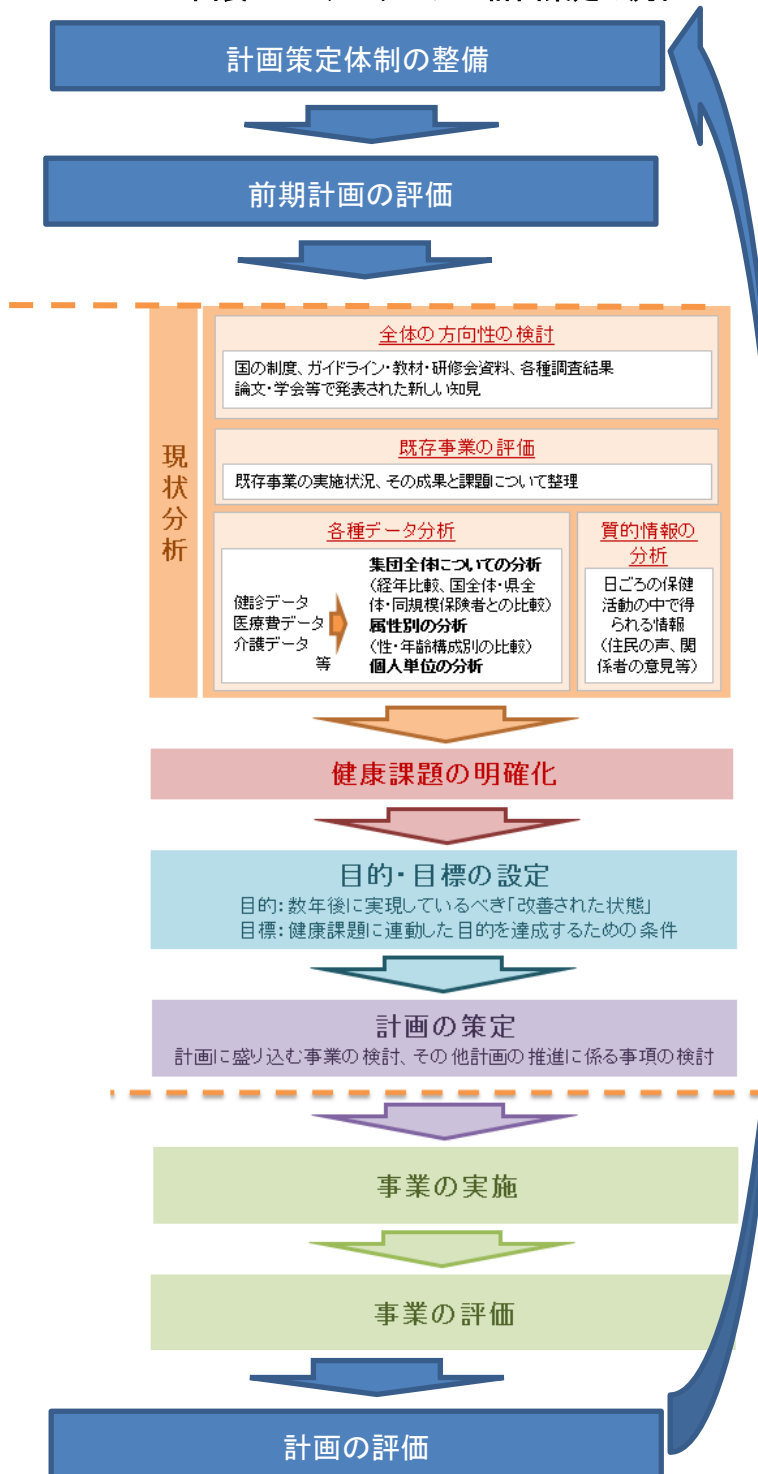 計画策定体制の整備
前期計画の評価
現状分析
全体の方向性の検討
国の制度、ガイドライン・教材・研修会資料、各種調査結果
論文・学会等で発表された新しい知見
既存事業の評価
既存事業の実施状況、その成果と課題について整理
各種データ分析
健診データ
医療費データ
介護データ
等
集団全体についての分析
(経年比較、国全体・県全
体・同規模保険者との比較)
属性別の分析
(性・年齢構成別の比較)
個人単位の分析
質的情報の
分析
日ごろの保健
活動の中で得
られる情報
(住民の声、関
係者の意見等)
健康課題の明確化
目的・目標の設定
目的:数年後に実現しているべき「改善された状態」
目標:健康課題に連動した目的を達成するための条件
計画の策定
計画に盛り込む事業の検討、その他計画の推進に係る事項の検討
事業の実施
事業の評価
計画の評価